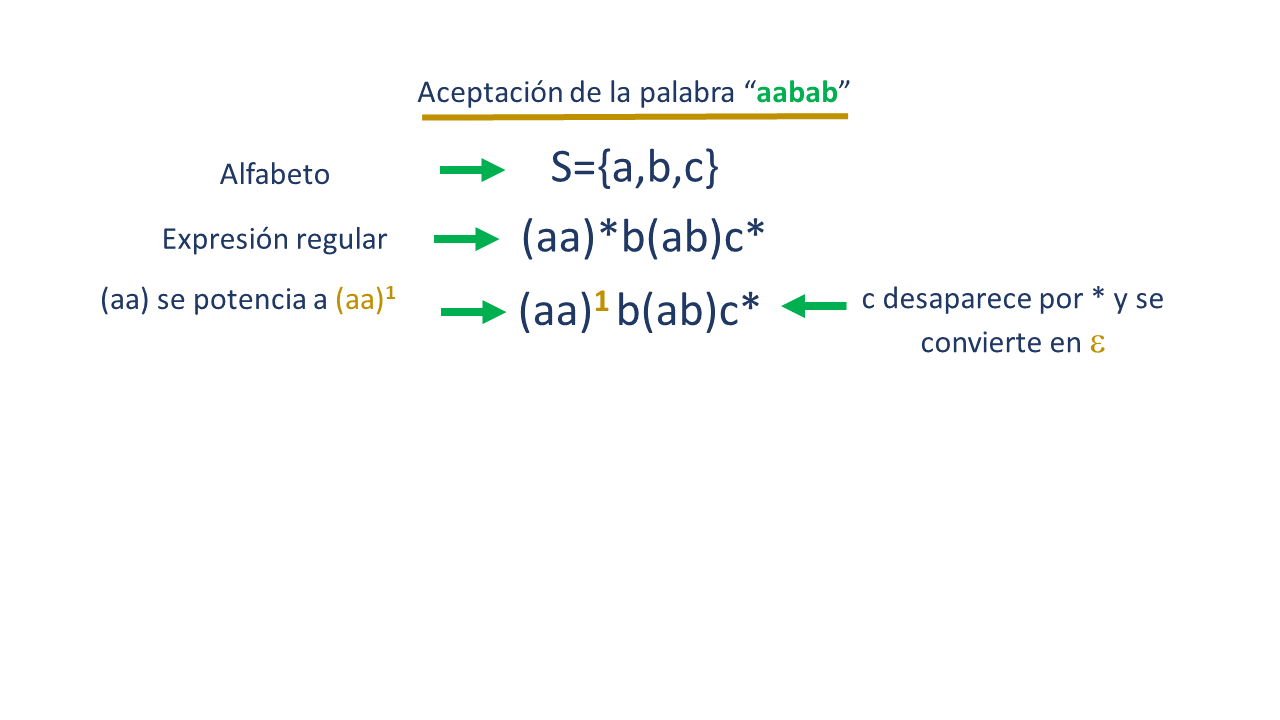 Aceptación de la palabra “aabab”
Alfabeto
S={a,b,c}
Expresión regular
(aa)*b(ab)c*
(aa) se potencia a (aa)¹
(aa)¹ b(ab)c*
c desaparece por * y se
convierte en ε